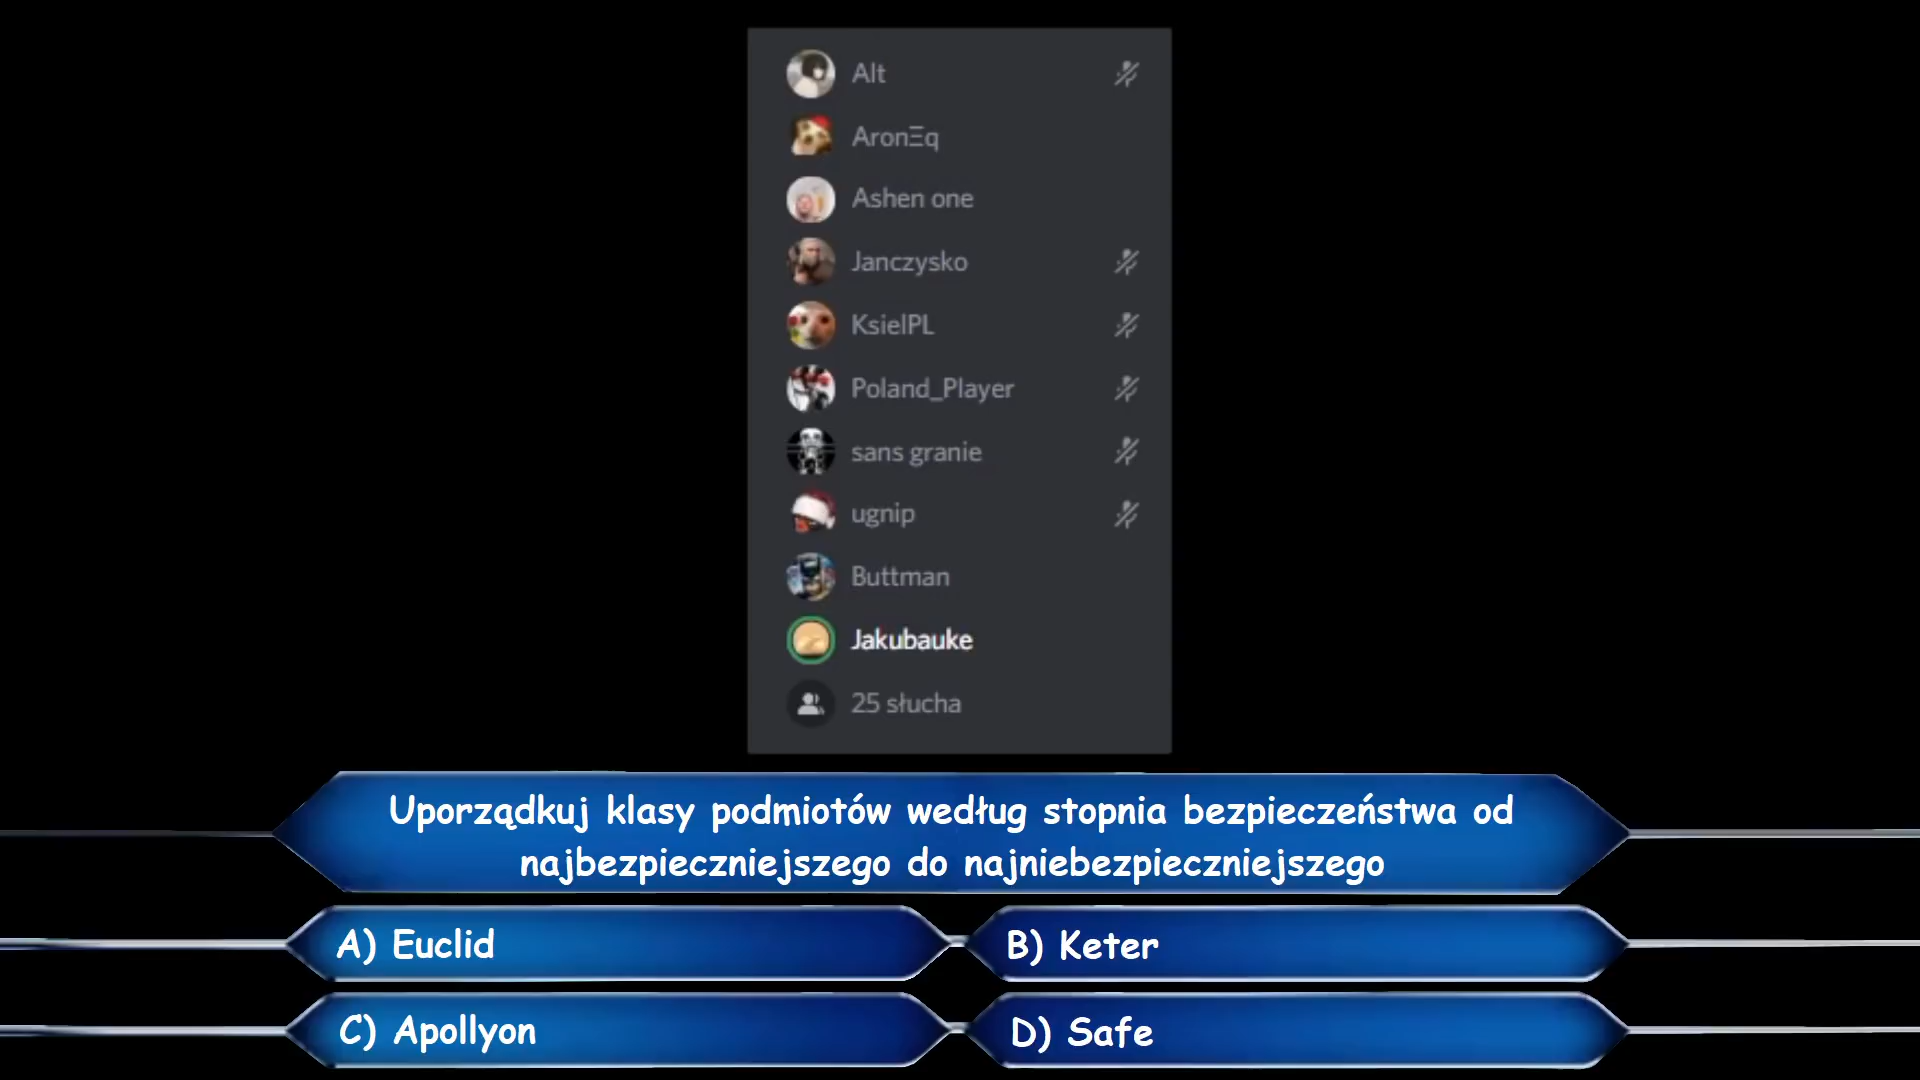 Alt
AronΞq
Ashen one
Janczysko
KsielPL
Poland_Player
sans granie
ugnip
Buttman
Jakubauke
25 słucha
Uporządkuj klasy podmiotów według stopnia bezpieczeństwa od
najbezpieczniejszego do najniebezpieczniejszego
A) Euclid
B) Keter
C) Apollyon
D) Safe